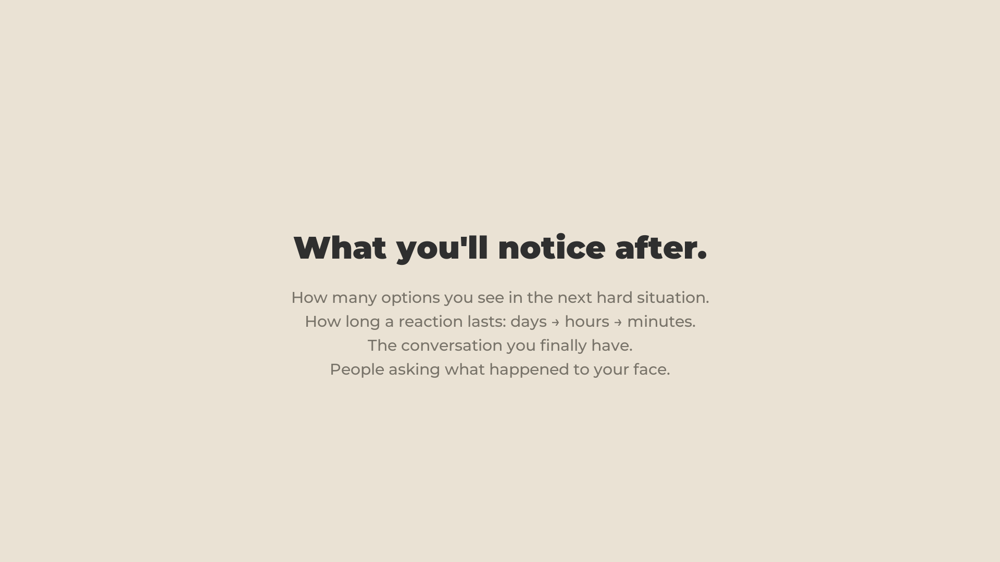 What you'll notice after.
How many options you see in the next hard situation.
How long a reaction lasts: days → hours → minutes.
The conversation you finally have.
People asking what happened to your face.